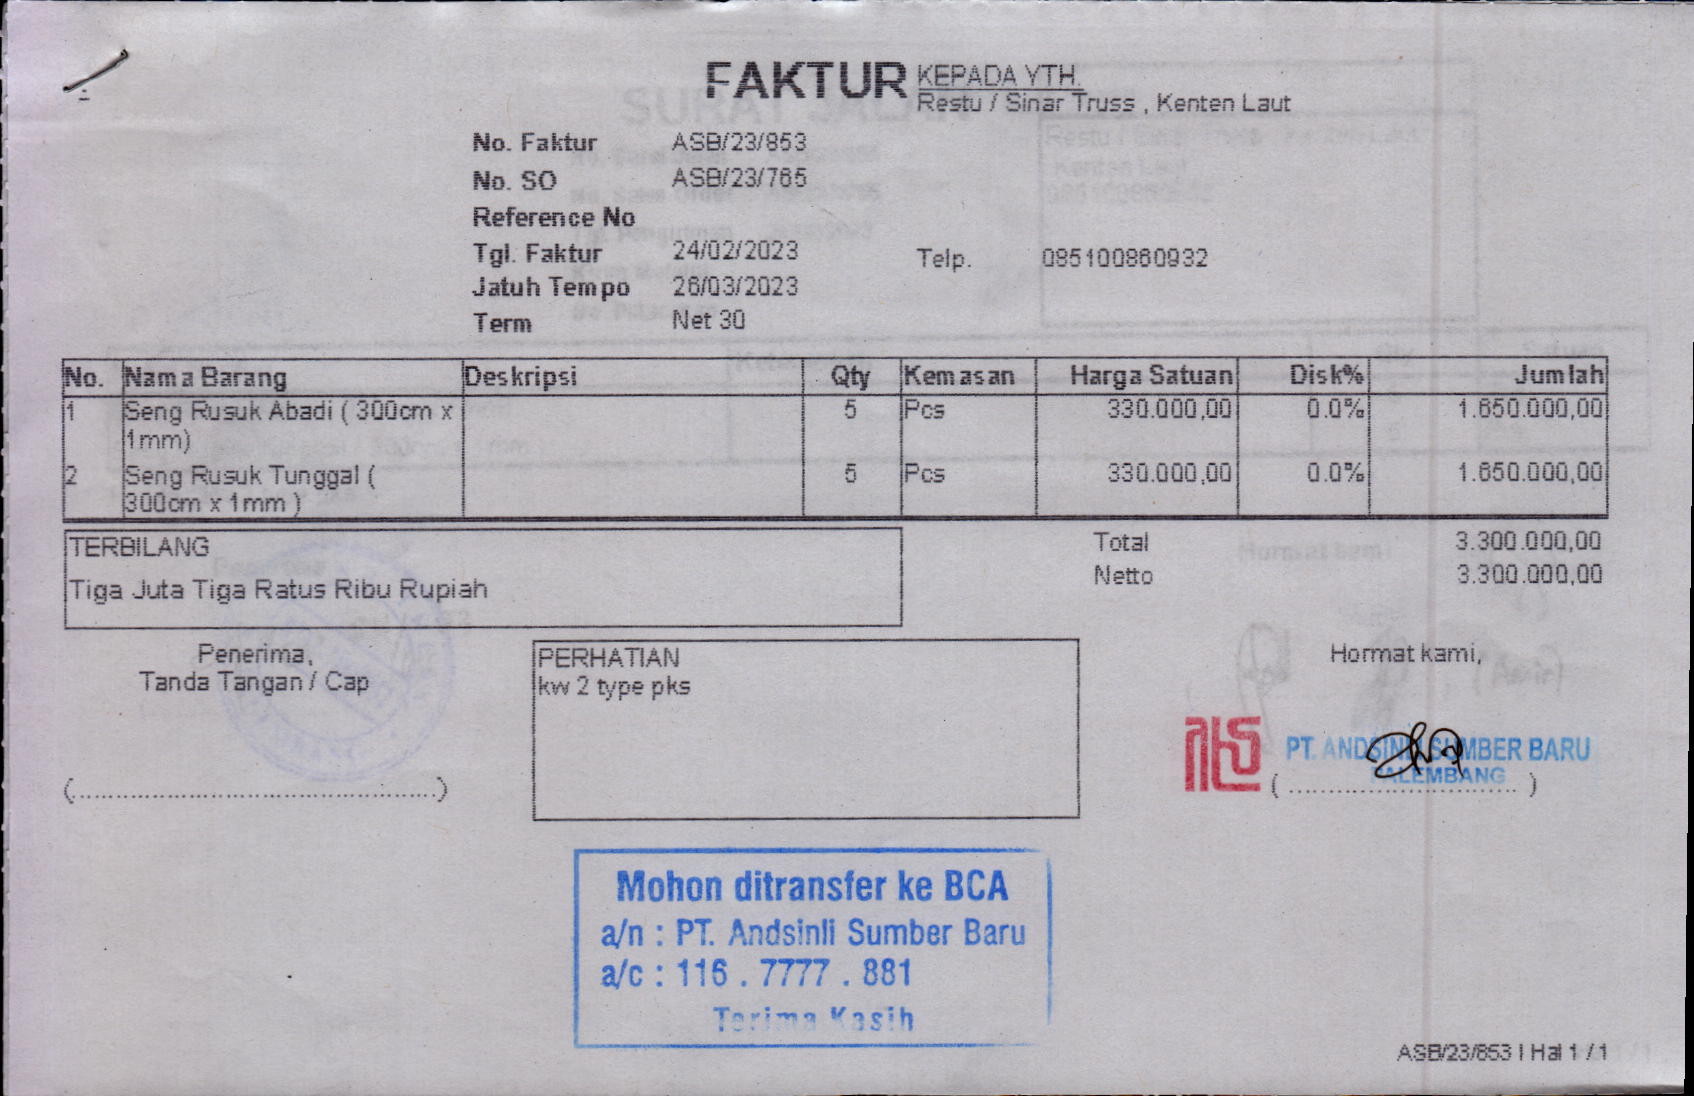 FAKTUR
KEPADA YTH.
Restu / Sinar Truss , Kenten Laut
No. Faktur ASB/23/853
No. SO ASB/23/765
Reference No
Tgl. Faktur 24/02/2023
Telp. 085100860932
Jatuh Tempo 26/03/2023
Term Net 30
No. Nama Barang Deskripsi Qty Kemasan Harga Satuan Disk% Jumlah
1 Seng Rusuk Abadi ( 300cm x 5 Pcs 330.000,00 0.0% 1.650.000,00
1mm)
2 Seng Rusuk Tunggal ( 5 Pcs 330.000,00 0.0% 1.650.000,00
300cm x 1mm )
TERBILANG
Tiga Juta Tiga Ratus Ribu Rupiah
Total 3.300.000,00
Netto 3.300.000,00
Penerima,
Tanda Tangan / Cap
(..........................................)
PERHATIAN
kw 2 type pks
Hormat kami,
PT. ANDSINLI SUMBER BARU
PALEMBANG
( ............................ )
Mohon ditransfer ke BCA
a/n : PT. Andsinli Sumber Baru
a/c : 116 . 7777 . 881
Terima Kasih
ASB/23/853 | Hal 1 / 1